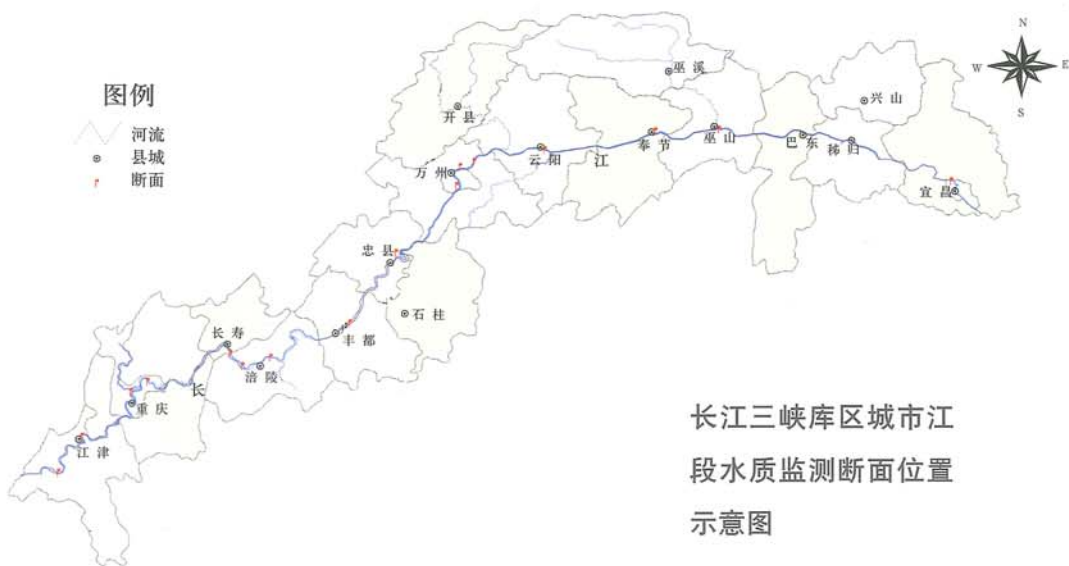 N
W
E
S
图例
河流
县城
断面
巫溪
兴山
开县
奉节
巫山
巴东
秭归
云阳
江
万州
宜昌
忠县
石柱
长寿
丰都
涪陵
长
重庆
江津
长江三峡库区城市江
段水质监测断面位置
示意图